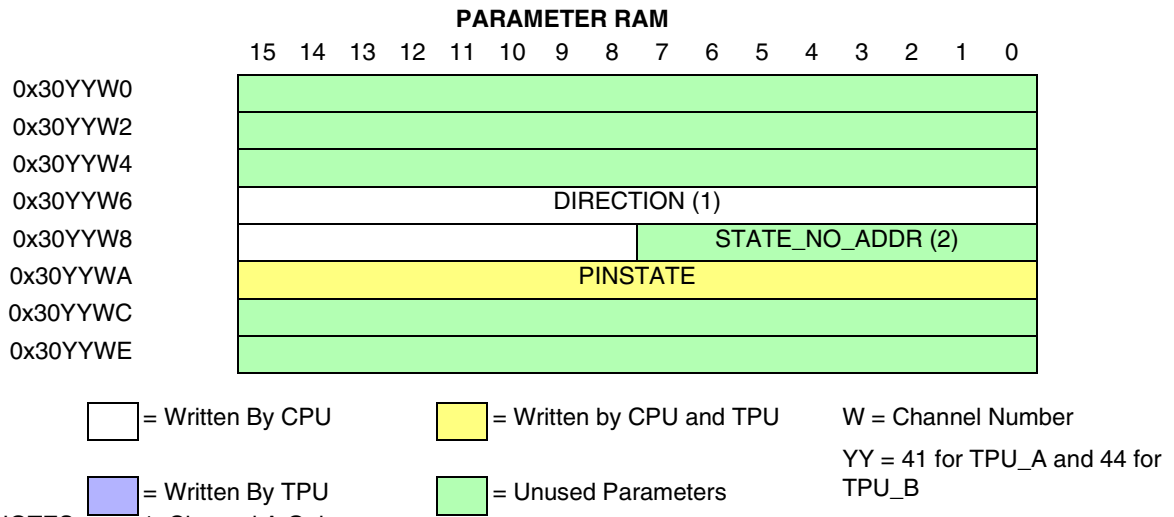 PARAMETER RAM
15 14 13 12 11 10 9 8 7 6 5 4 3 2 1 0
0x30YYW0
0x30YYW2
0x30YYW4
0x30YYW6 DIRECTION (1)
0x30YYW8 STATE_NO_ADDR (2)
0x30YYWA PINSTATE
0x30YYWC
0x30YYWE
= Written By CPU = Written by CPU and TPU W = Channel Number
YY = 41 for TPU_A and 44 for
= Written By TPU = Unused Parameters TPU_B